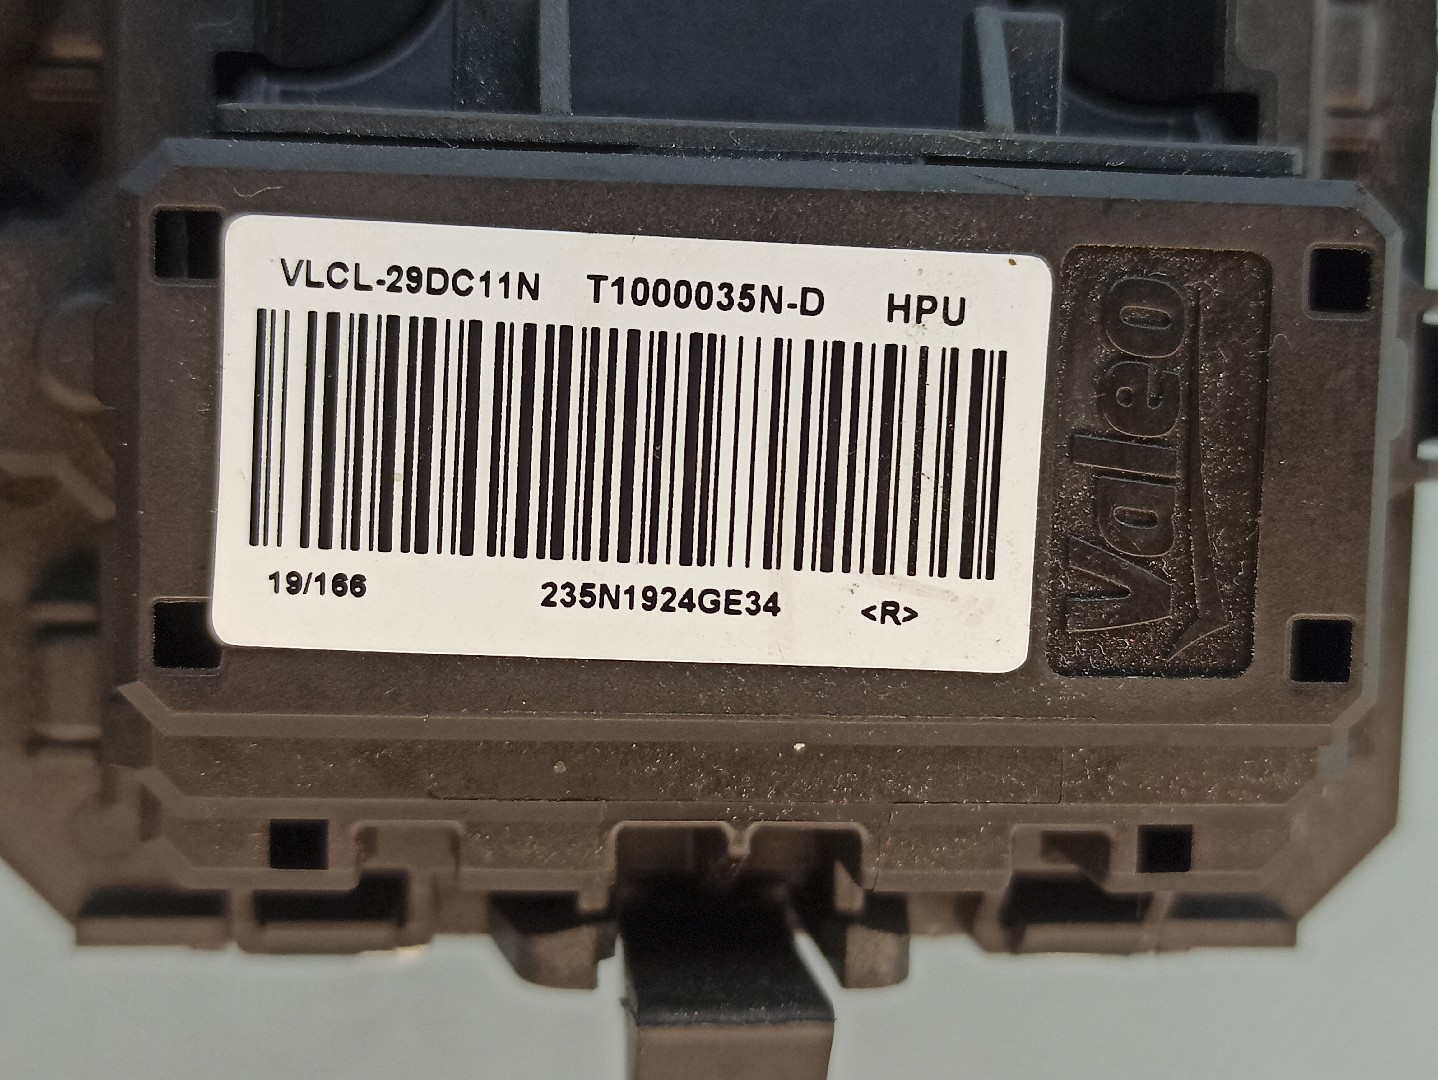 VLCL-29DC11N T1000035N-D HPU
19/166 235N1924GE34 <R>
Valeo